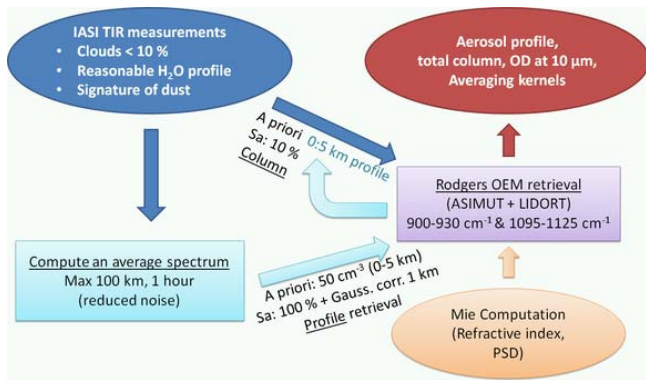 IASI TIR measurements
• Clouds < 10 %
• Reasonable H₂O profile
• Signature of dust
Aerosol profile,
total column, OD at 10 µm,
Averaging kernels
A priori 0:5 km profile
Sa: 10 %
Column
Rodgers OEM retrieval
(ASIMUT + LIDORT)
900-930 cm⁻¹ & 1095-1125 cm⁻¹
Compute an average spectrum
Max 100 km, 1 hour
(reduced noise)
A priori: 50 cm⁻³ (0-5 km)
Sa: 100 % + Gauss. corr. 1 km
Profile retrieval
Mie Computation
(Refractive index,
PSD)